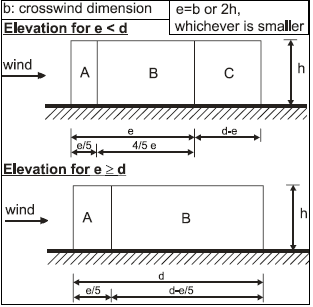 b: crosswind dimension
e=b or 2h,
whichever is smaller
Elevation for e < d
wind
A
B
C
h
e
d-e
e/5
4/5 e
Elevation for e ≥ d
wind
A
B
h
d
e/5
d-e/5